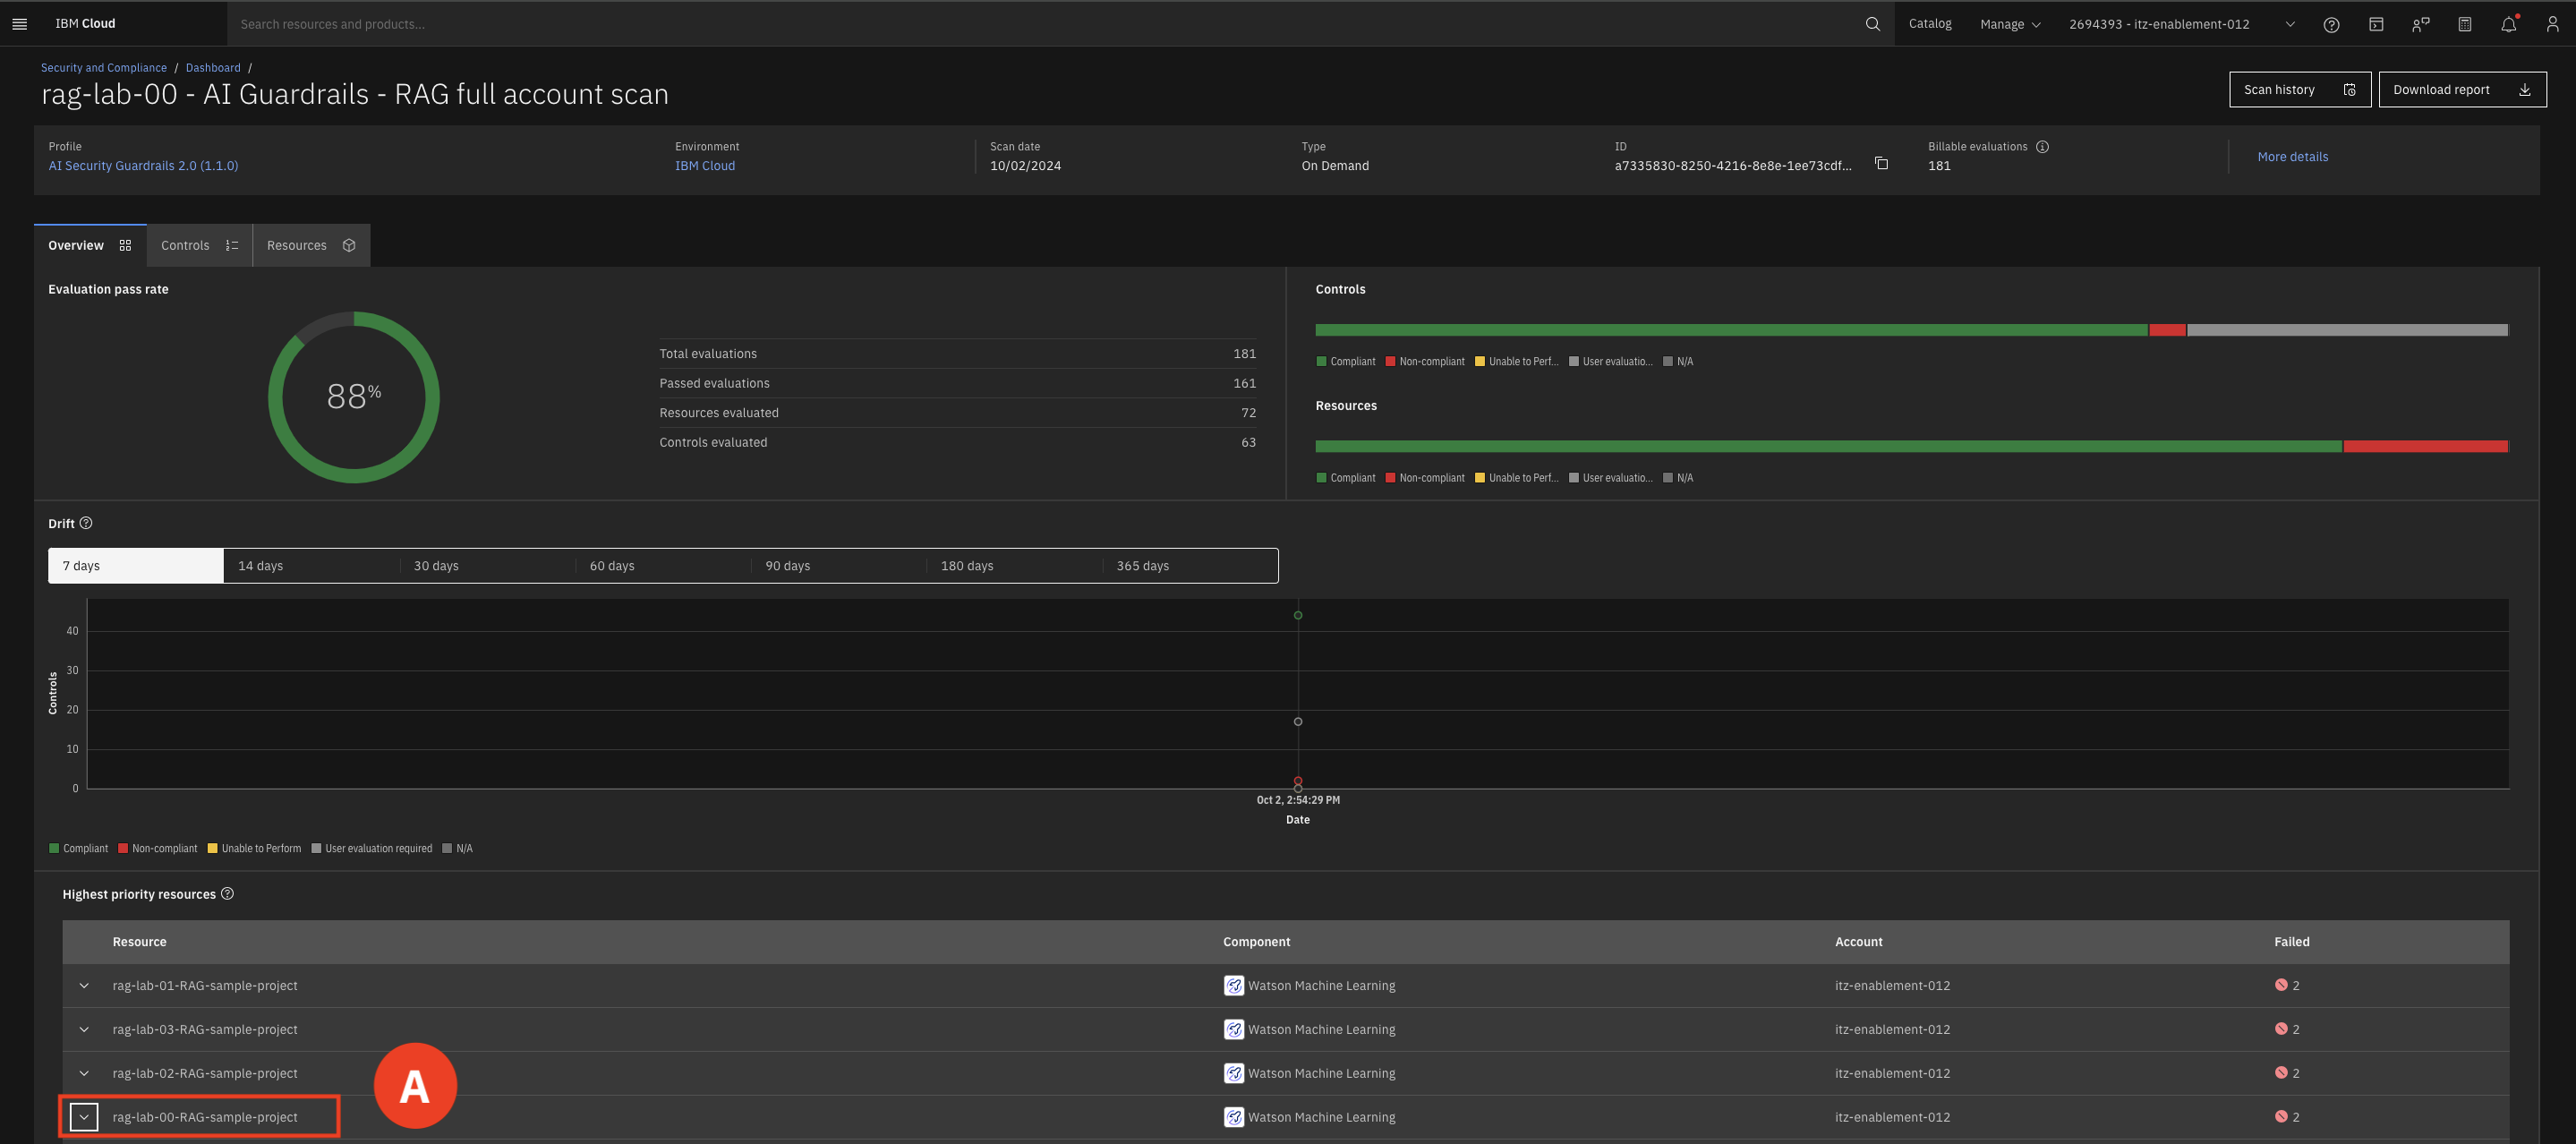 IBM Cloud
Search resources and products...
Catalog
Manage
2694393 - itz-enablement-012
Security and Compliance / Dashboard /
rag-lab-00 - AI Guardrails - RAG full account scan
Scan history
Download report
Profile
AI Security Guardrails 2.0 (1.1.0)
Environment
IBM Cloud
Scan date
10/02/2024
Type
On Demand
ID
a7335830-8250-4216-8e8e-1ee73cdf...
Billable evaluations
181
More details
Overview
Controls
Resources
Evaluation pass rate
88%
Total evaluations 181
Passed evaluations 161
Resources evaluated 72
Controls evaluated 63
Controls
Compliant Non-compliant Unable to Perf... User evaluatio... N/A
Resources
Compliant Non-compliant Unable to Perf... User evaluatio... N/A
Drift
7 days 14 days 30 days 60 days 90 days 180 days 365 days
Controls
40
30
20
10
0
Oct 2, 2:54:29 PM
Date
Compliant Non-compliant Unable to Perform User evaluation required N/A
Highest priority resources
Resource Component Account Failed
rag-lab-01-RAG-sample-project Watson Machine Learning itz-enablement-012 2
rag-lab-03-RAG-sample-project Watson Machine Learning itz-enablement-012 2
rag-lab-02-RAG-sample-project Watson Machine Learning itz-enablement-012 2
A
rag-lab-00-RAG-sample-project Watson Machine Learning itz-enablement-012 2